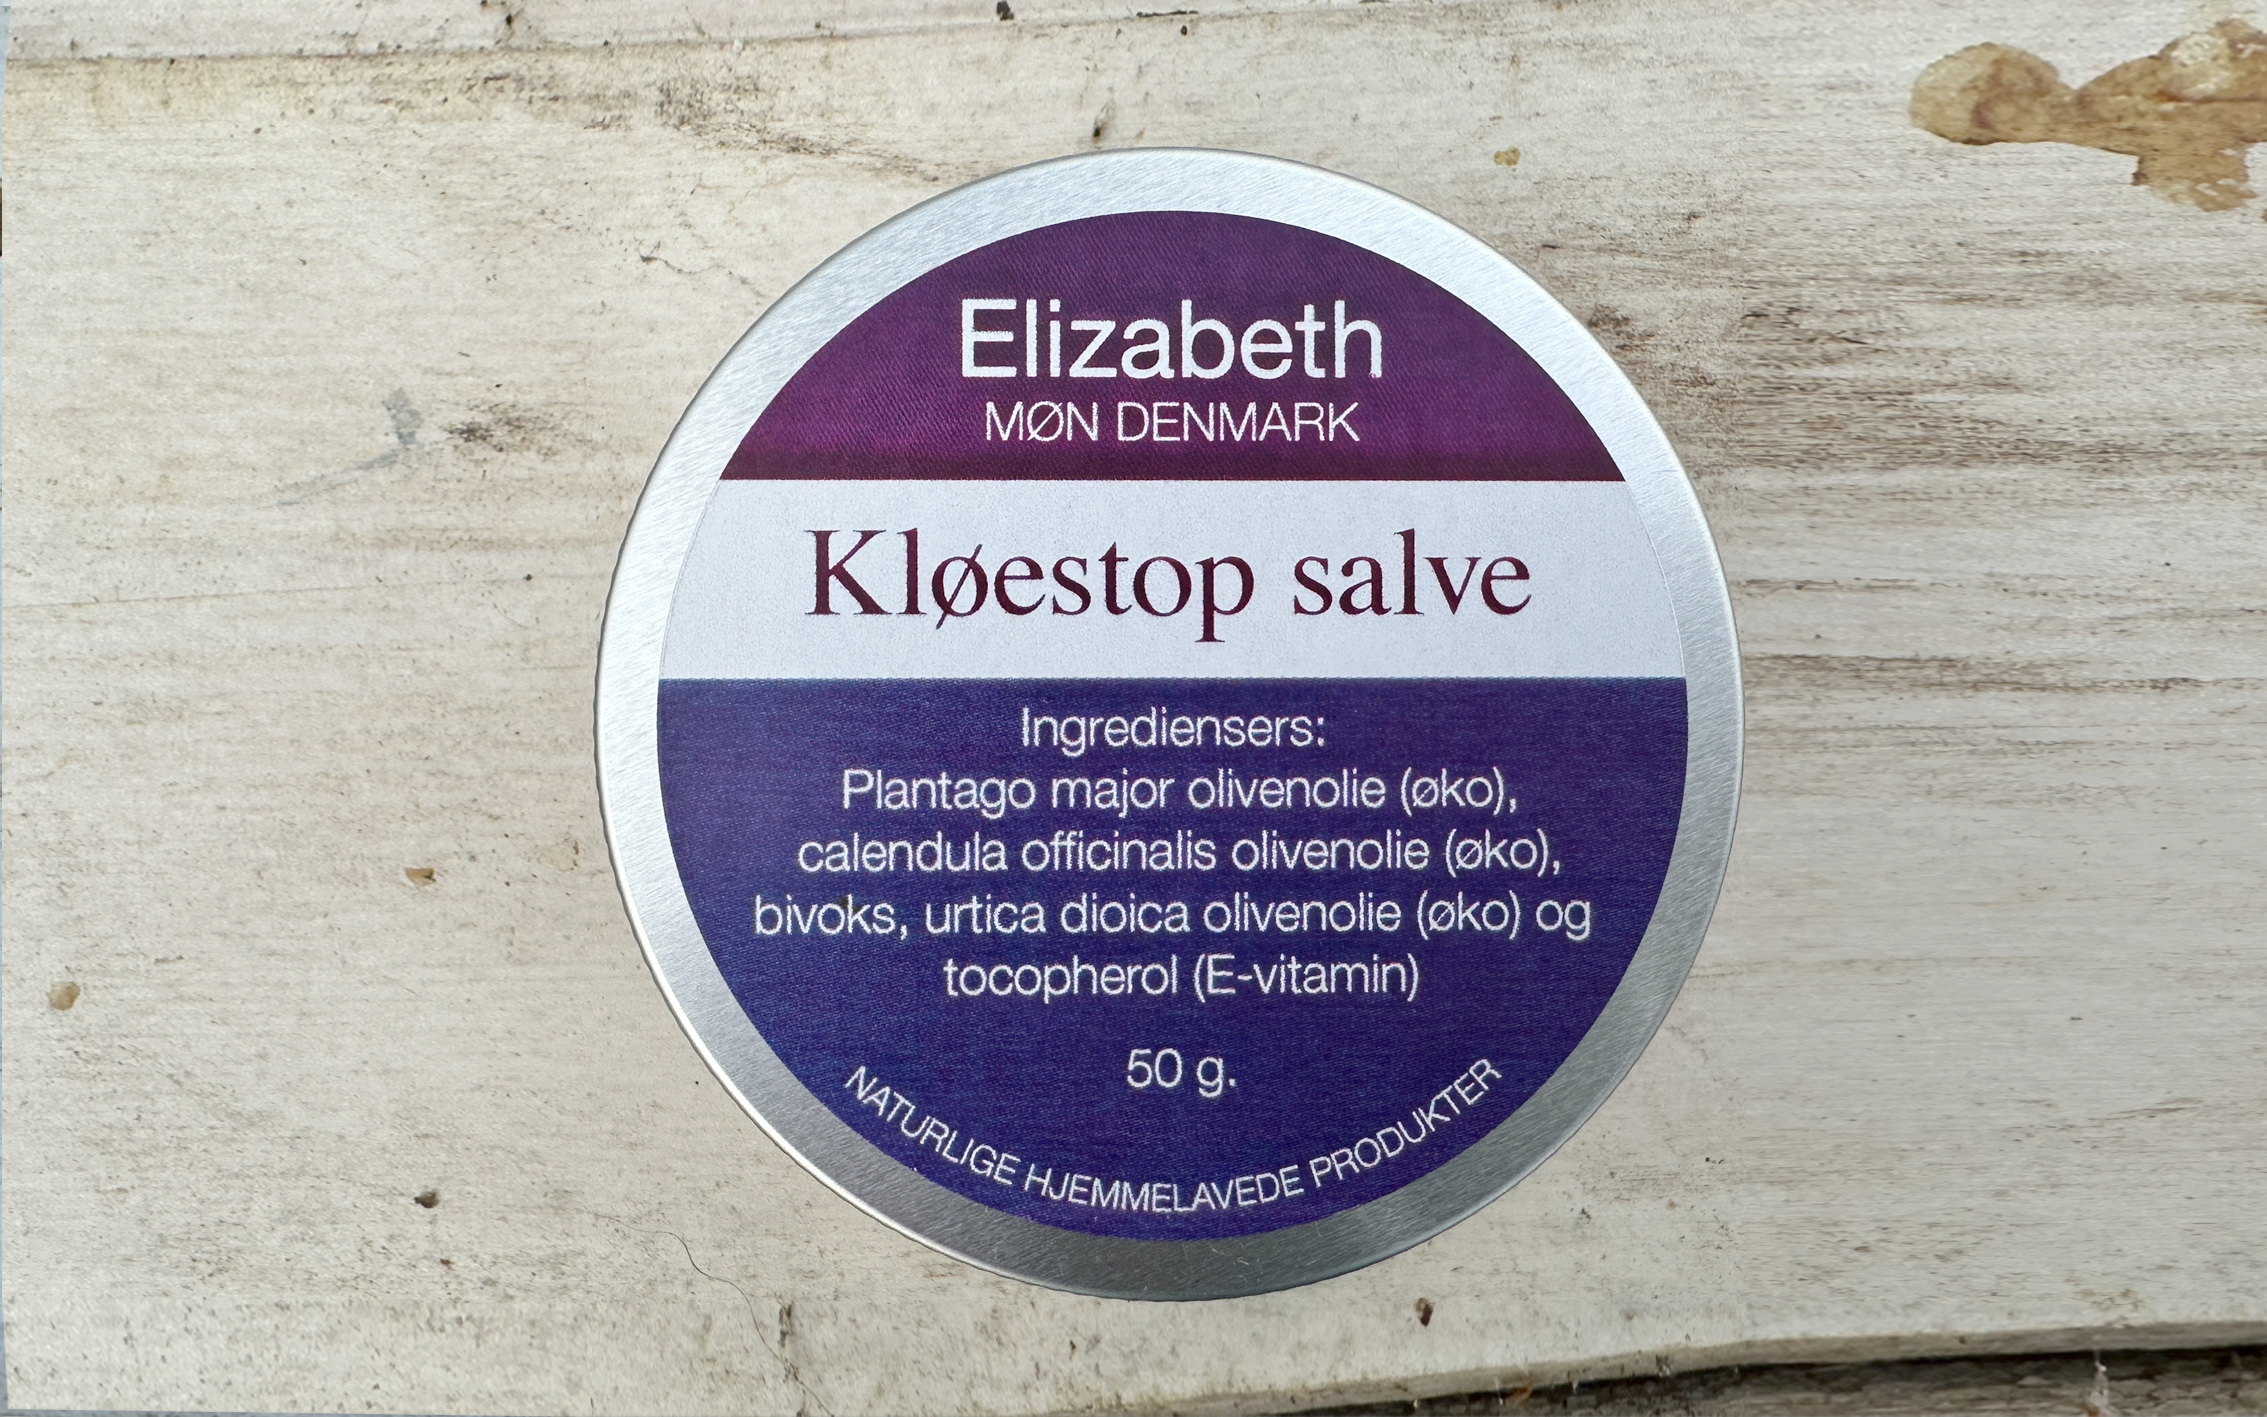 Elizabeth
MØN DENMARK
Kløestop salve
Ingrediensers:
Plantago major olivenolie (øko),
calendula officinalis olivenolie (øko),
bivoks, urtica dioica olivenolie (øko) og
tocopherol (E-vitamin)
50 g.
NATURLIGE HJEMMELAVEDE PRODUKTER